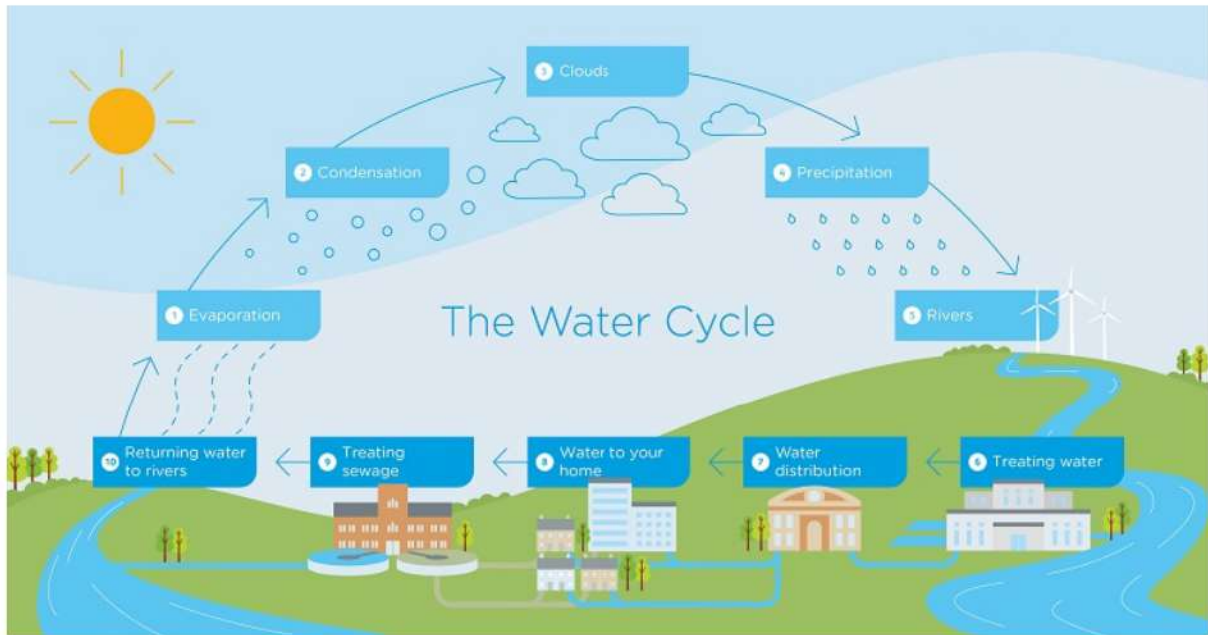 The Water Cycle
1 Evaporation
2 Condensation
3 Clouds
4 Precipitation
5 Rivers
6 Treating water
7 Water
distribution
8 Water to your
home
9 Treating
sewage
10 Returning water
to rivers